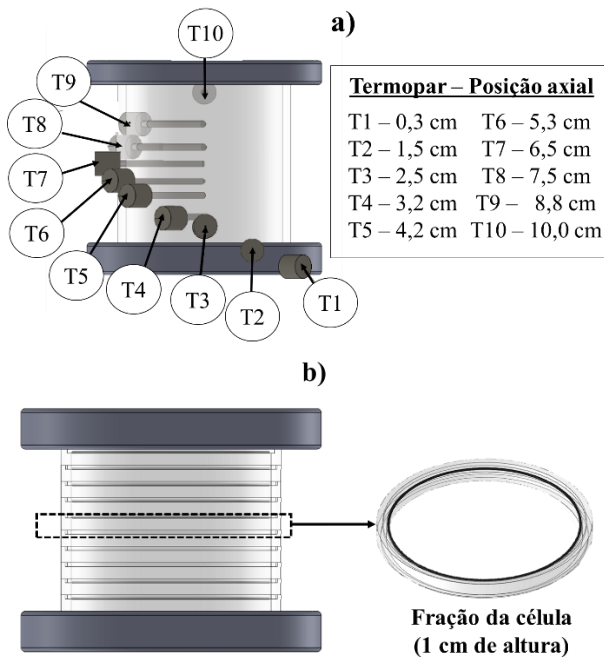 a)
T10
T9
T8
T7
T6
T5
T4
T3
T2
T1
Termopar – Posição axial
T1 – 0,3 cm T6 – 5,3 cm
T2 – 1,5 cm T7 – 6,5 cm
T3 – 2,5 cm T8 – 7,5 cm
T4 – 3,2 cm T9 – 8,8 cm
T5 – 4,2 cm T10 – 10,0 cm
b)
Fração da célula
(1 cm de altura)